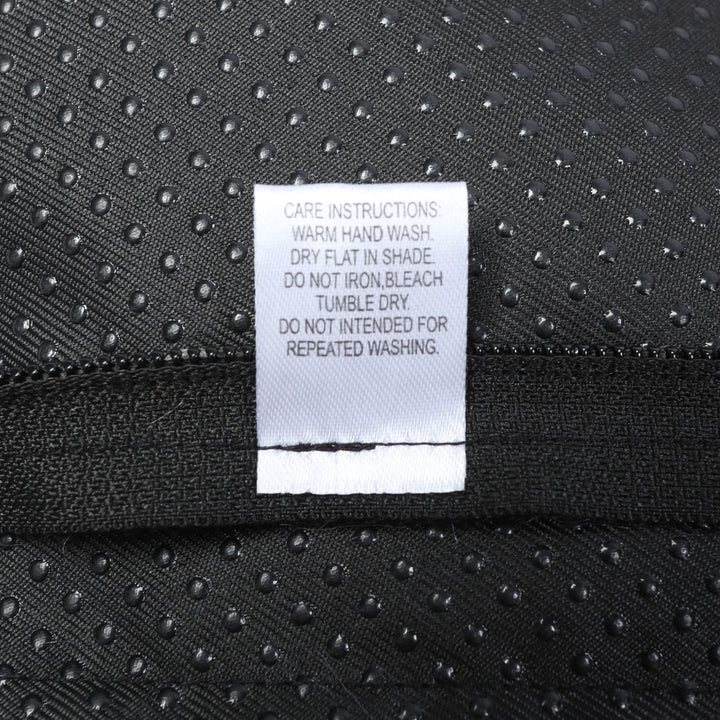 CARE INSTRUCTIONS:
WARM HAND WASH.
DRY FLAT IN SHADE.
DO NOT IRON,BLEACH
TUMBLE DRY.
DO NOT INTENDED FOR
REPEATED WASHING.